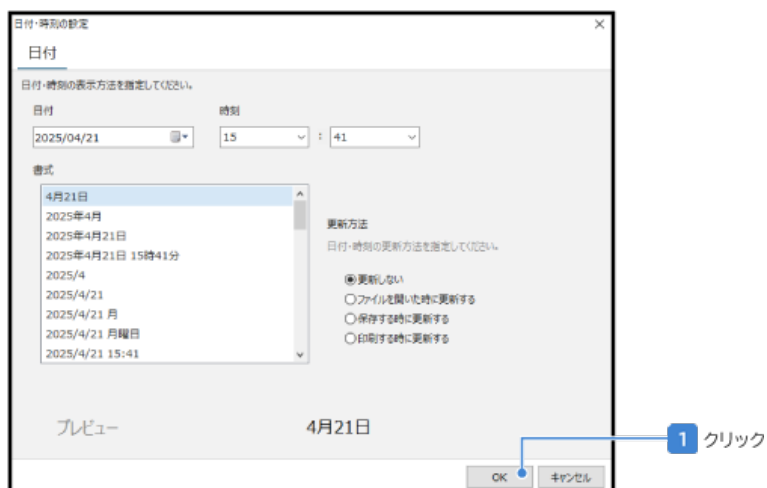 日付・時刻の設定
日付
日付・時刻の表示方法を指定してください。
日付
時刻
2025/04/21
15
:
41
書式
4月21日
2025年4月
2025年4月21日
2025年4月21日 15時41分
2025/4
2025/4/21
2025/4/21 月
2025/4/21 月曜日
2025/4/21 15:41
更新方法
日付・時刻の更新方法を指定してください。
更新しない
ファイルを開いた時に更新する
保存する時に更新する
印刷する時に更新する
プレビュー
4月21日
1 クリック
OK
キャンセル